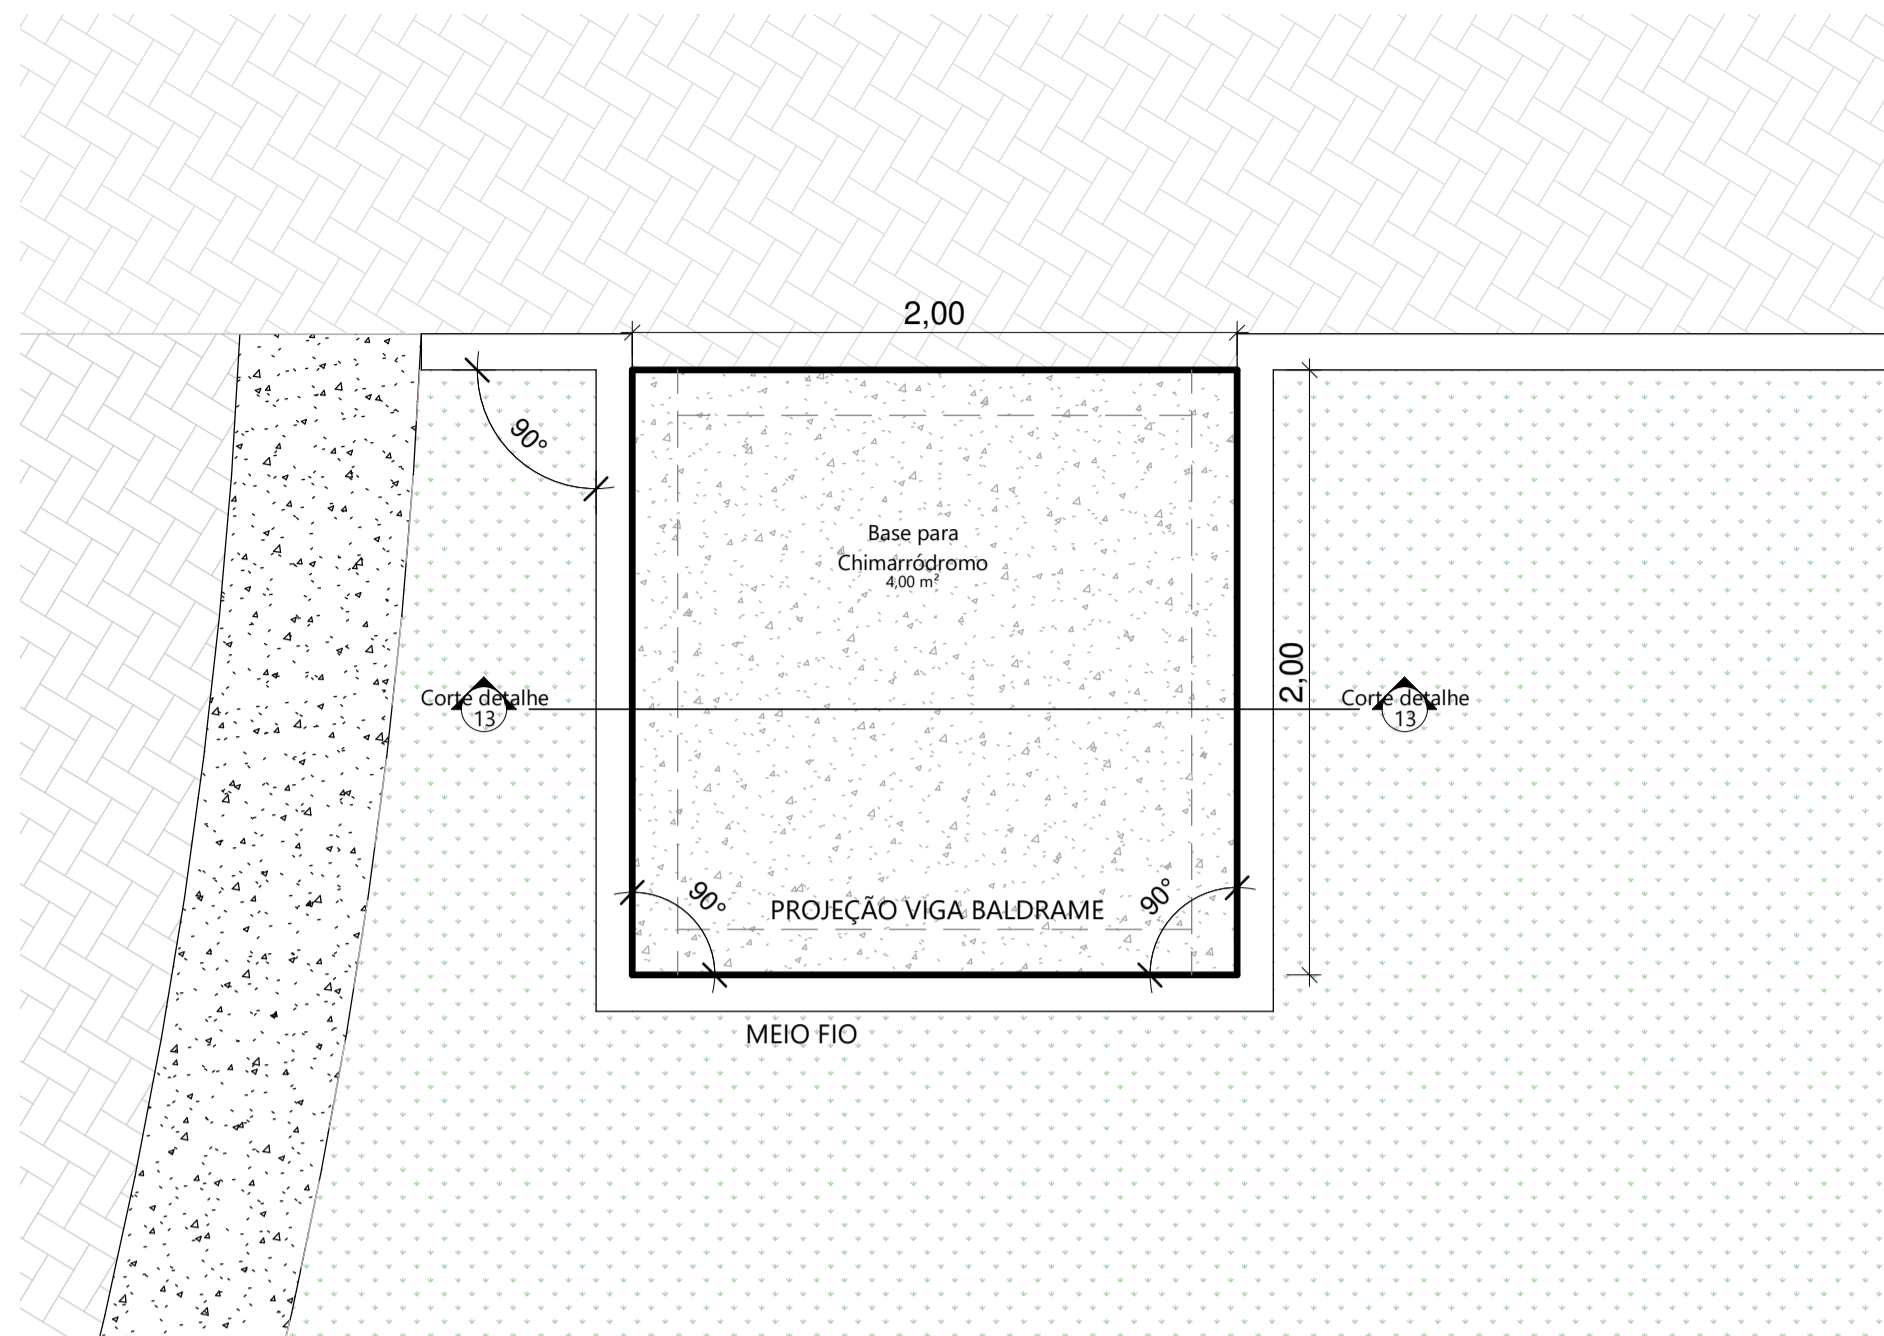 2,00
90°
Base para
Chimarródromo
4,00 m²
2,00
Corte detalhe
13
Corte detalhe
13
90°
PROJEÇÃO VIGA BALDRAME
90°
MEIO FIO